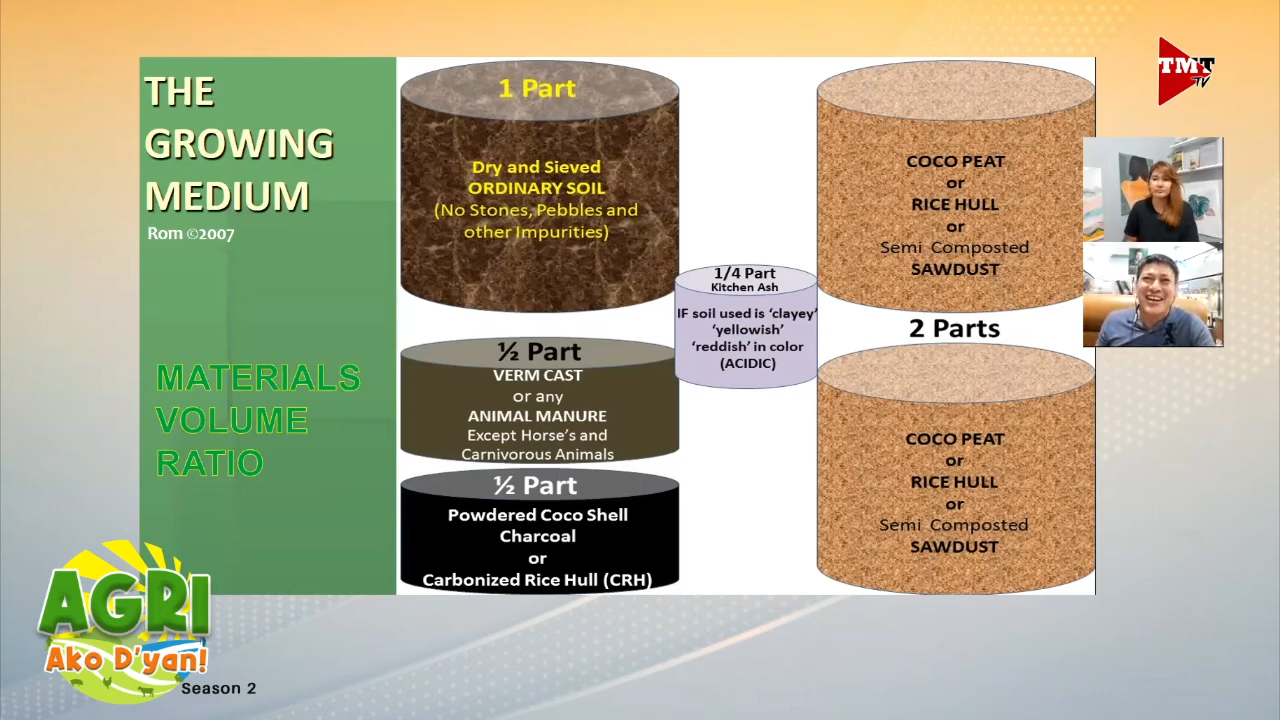 THE
GROWING
MEDIUM
Rom ©2007
MATERIALS
VOLUME
RATIO
1 Part
Dry and Sieved
ORDINARY SOIL
(No Stones, Pebbles and
other Impurities)
½ Part
VERM CAST
or any
ANIMAL MANURE
Except Horse's and
Carnivorous Animals
½ Part
Powdered Coco Shell
Charcoal
or
Carbonized Rice Hull (CRH)
1/4 Part
Kitchen Ash
IF soil used is 'clayey'
'yellowish'
'reddish' in color
(ACIDIC)
COCO PEAT
or
RICE HULL
or
Semi Composted
SAWDUST
2 Parts
COCO PEAT
or
RICE HULL
or
Semi Composted
SAWDUST
TMT
TV
AGRI
Ako D'yan!
Season 2